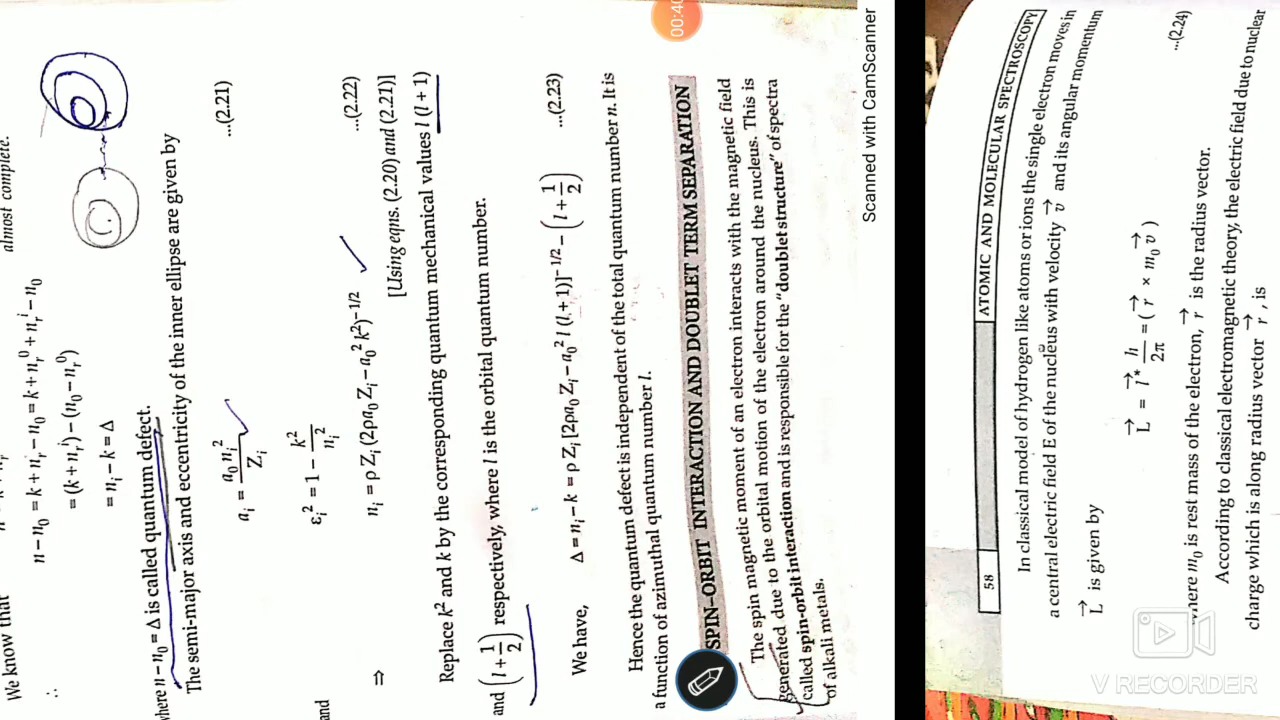 We know that
almost complete.
∴ n − n₀ = k + nᵣ − n₀ = k + nᵣ⁰ + nᵣⁱ − n₀
= (k + nᵣⁱ) − (n₀ − nᵣ⁰)
= nᵢ − k = Δ
where n − n₀ = Δ is called quantum defect.
The semi-major axis and eccentricity of the inner ellipse are given by
aᵢ = a₀ nᵢ² / Zᵢ ...(2.21)
and εᵢ² = 1 − k² / nᵢ²
⇒ nᵢ = ρ Zᵢ (2ρa₀ Zᵢ − a₀² k²)^−1/2 ...(2.22)
[Using eqns. (2.20) and (2.21)]
Replace k² and k by the corresponding quantum mechanical values l (l + 1)
and (l + 1/2) respectively, where l is the orbital quantum number.
We have, Δ = nᵢ − k = ρ Zᵢ [2ρa₀ Zᵢ − a₀² l (l + 1)]^−1/2 − (l + 1/2) ...(2.23)
Hence the quantum defect is independent of the total quantum number n. It is
a function of azimuthal quantum number l.
SPIN–ORBIT INTERACTION AND DOUBLET TERM SEPARATION
The spin magnetic moment of an electron interacts with the magnetic field
generated due to the orbital motion of the electron around the nucleus. This is
called spin-orbit interaction and is responsible for the "doublet structure" of spectra
of alkali metals.
Scanned with CamScanner
58 ATOMIC AND MOLECULAR SPECTROSCOPY
In classical model of hydrogen like atoms or ions the single electron moves in
a central electric field E of the nucleus with velocity v⃗ and its angular momentum
L⃗ is given by
L⃗ = l⃗* h/2π = (r⃗ × m₀ v⃗) ...(2.24)
where m₀ is rest mass of the electron, r⃗ is the radius vector.
According to classical electromagnetic theory, the electric field due to nuclear
charge which is along radius vector r⃗, is
00:40
V RECORDER